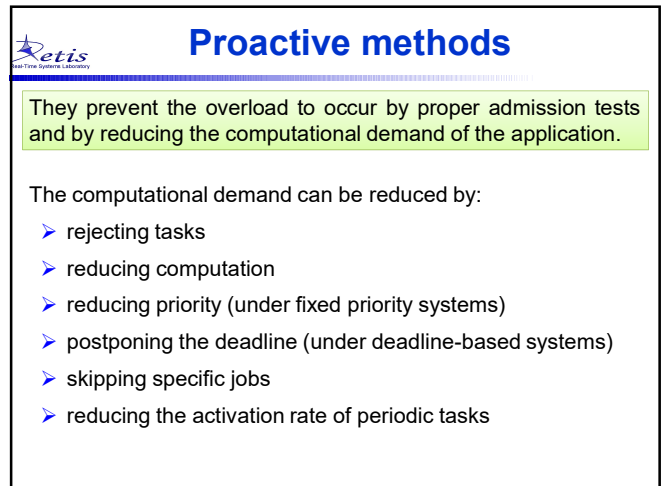 Retis
Real-Time Systems Laboratory
Proactive methods
They prevent the overload to occur by proper admission tests
and by reducing the computational demand of the application.
The computational demand can be reduced by:
➢ rejecting tasks
➢ reducing computation
➢ reducing priority (under fixed priority systems)
➢ postponing the deadline (under deadline-based systems)
➢ skipping specific jobs
➢ reducing the activation rate of periodic tasks